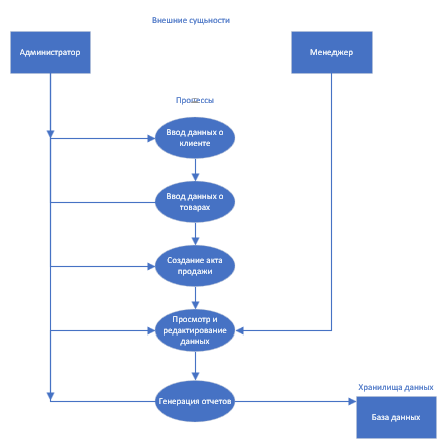 Внешние сущьности
Администратор
Менеджер
Процессы
Ввод данных о
клиенте
Ввод данных о
товарах
Создание акта
продажи
Просмотр и
редактирование
данных
Генерация отчетов
Хранилища данных
База данных